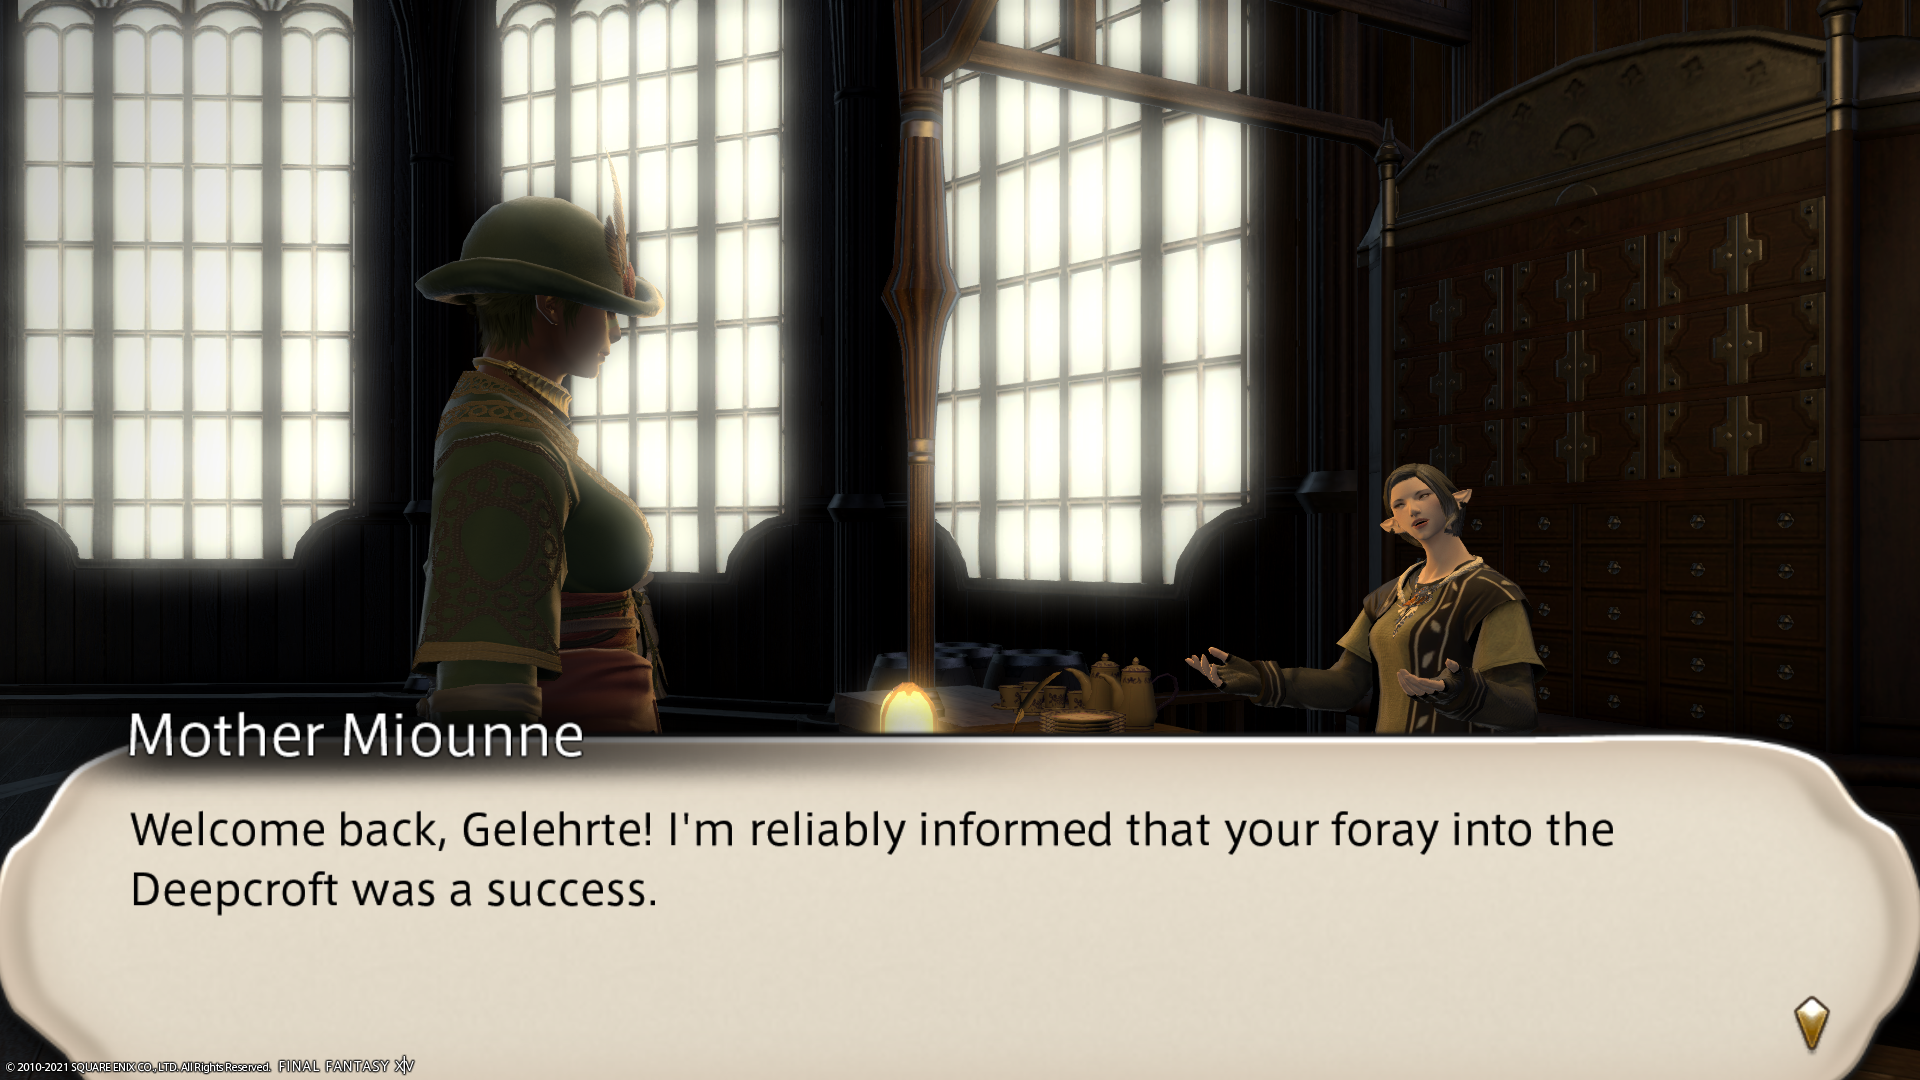 Mother Miounne
Welcome back, Gelehrte! I'm reliably informed that your foray into the
Deepcroft was a success.
© 2010-2021 SQUARE ENIX CO., LTD. All Rights Reserved. FINAL FANTASY XIV